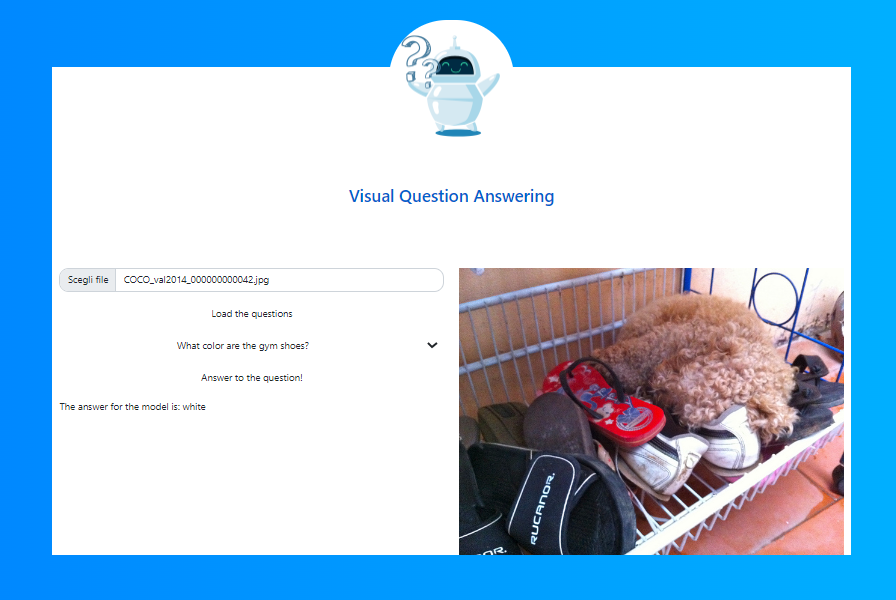 ??
Visual Question Answering
Scegli file COCO_val2014_000000000042.jpg
Load the questions
What color are the gym shoes?
Answer to the question!
The answer for the model is: white
RUCANOR.
OR.